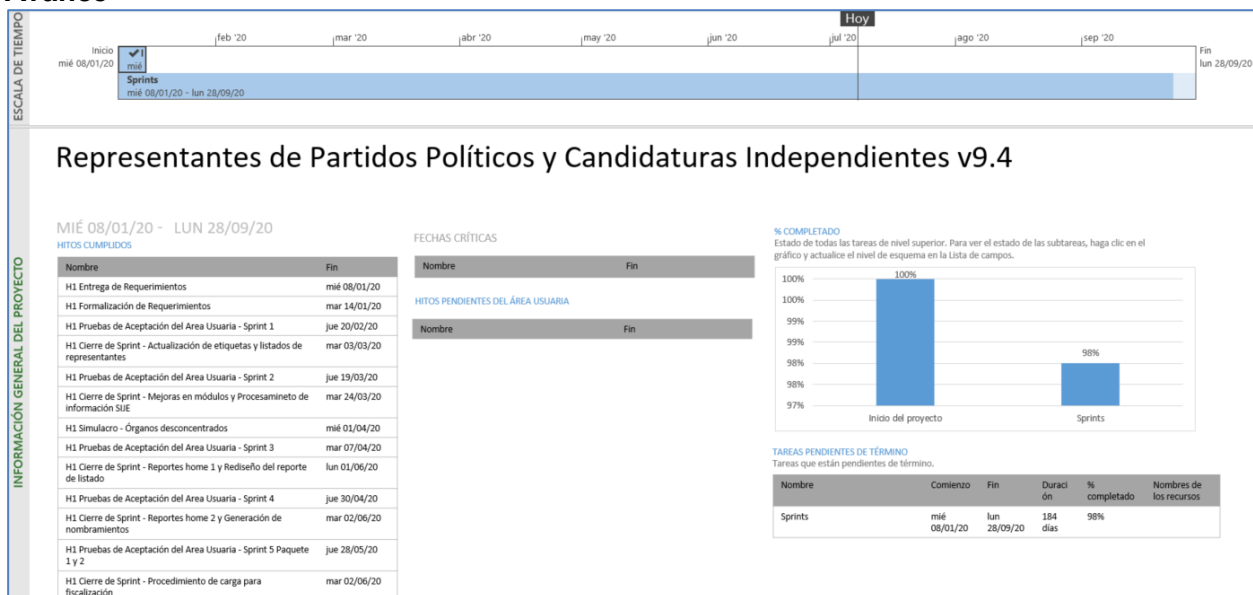 ESCALA DE TIEMPO
Hoy
feb '20
mar '20
abr '20
may '20
jun '20
jul '20
ago '20
sep '20
Inicio
mié 08/01/20
mié
Sprints
mié 08/01/20 - lun 28/09/20
Fin
lun 28/09/20
INFORMACIÓN GENERAL DEL PROYECTO
Representantes de Partidos Políticos y Candidaturas Independientes v9.4
MIÉ 08/01/20 - LUN 28/09/20
HITOS CUMPLIDOS
Nombre Fin
H1 Entrega de Requerimientos mié 08/01/20
H1 Formalización de Requerimientos mar 14/01/20
H1 Pruebas de Aceptación del Area Usuaria - Sprint 1 jue 20/02/20
H1 Cierre de Sprint - Actualización de etiquetas y listados de mar 03/03/20
representantes
H1 Pruebas de Aceptación del Area Usuaria - Sprint 2 jue 19/03/20
H1 Cierre de Sprint - Mejoras en módulos y Procesamineto de mar 24/03/20
información SIJE
H1 Simulacro - Órganos desconcentrados mié 01/04/20
H1 Pruebas de Aceptación del Area Usuaria - Sprint 3 mar 07/04/20
H1 Cierre de Sprint - Reportes home 1 y Rediseño del reporte lun 01/06/20
de listado
H1 Pruebas de Aceptación del Area Usuaria - Sprint 4 jue 30/04/20
H1 Cierre de Sprint - Reportes home 2 y Generación de mar 02/06/20
nombramientos
H1 Pruebas de Aceptación del Area Usuaria - Sprint 5 Paquete jue 28/05/20
1 y 2
H1 Cierre de Sprint - Procedimiento de carga para mar 02/06/20
fiscalización
FECHAS CRÍTICAS
Nombre Fin
HITOS PENDIENTES DEL ÁREA USUARIA
Nombre Fin
% COMPLETADO
Estado de todas las tareas de nivel superior. Para ver el estado de las subtareas, haga clic en el
gráfico y actualice el nivel de esquema en la Lista de campos.
100%
100%
99%
99%
98%
98%
97%
100%
98%
Inicio del proyecto
Sprints
TAREAS PENDIENTES DE TÉRMINO
Tareas que están pendientes de término.
Nombre Comienzo Fin Duraci % Nombres de
ón completado los recursos
Sprints mié lun 184 98%
08/01/20 28/09/20 días